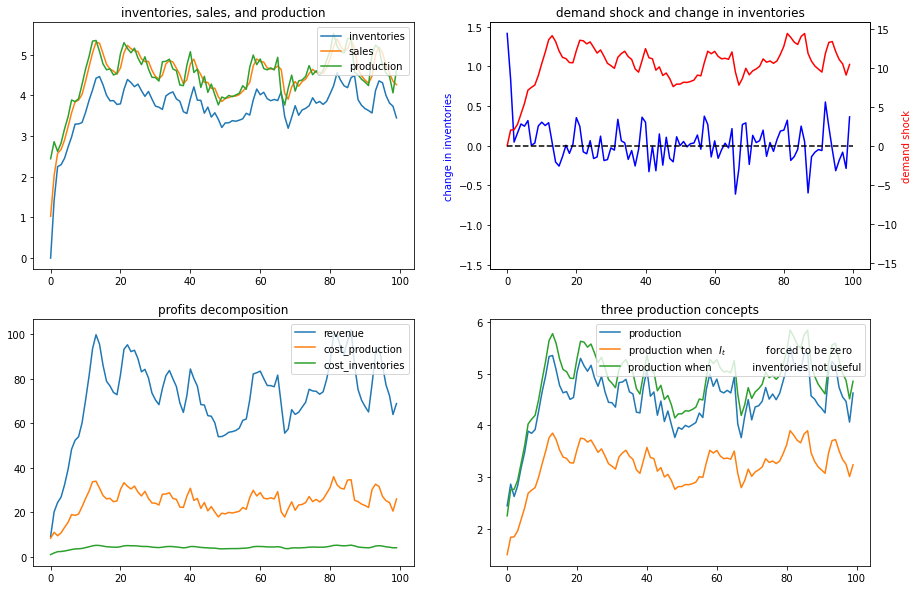 inventories, sales, and production
inventories
sales
production
5
4
3
2
1
0
0 20 40 60 80 100
demand shock and change in inventories
change in inventories
1.5
1.0
0.5
0.0
−0.5
−1.0
−1.5
15
10
5
0
−5
−10
−15
demand shock
0 20 40 60 80 100
profits decomposition
revenue
cost_production
cost_inventories
100
80
60
40
20
0
0 20 40 60 80 100
three production concepts
production
production when I_t forced to be zero
production when inventories not useful
6
5
4
3
2
0 20 40 60 80 100